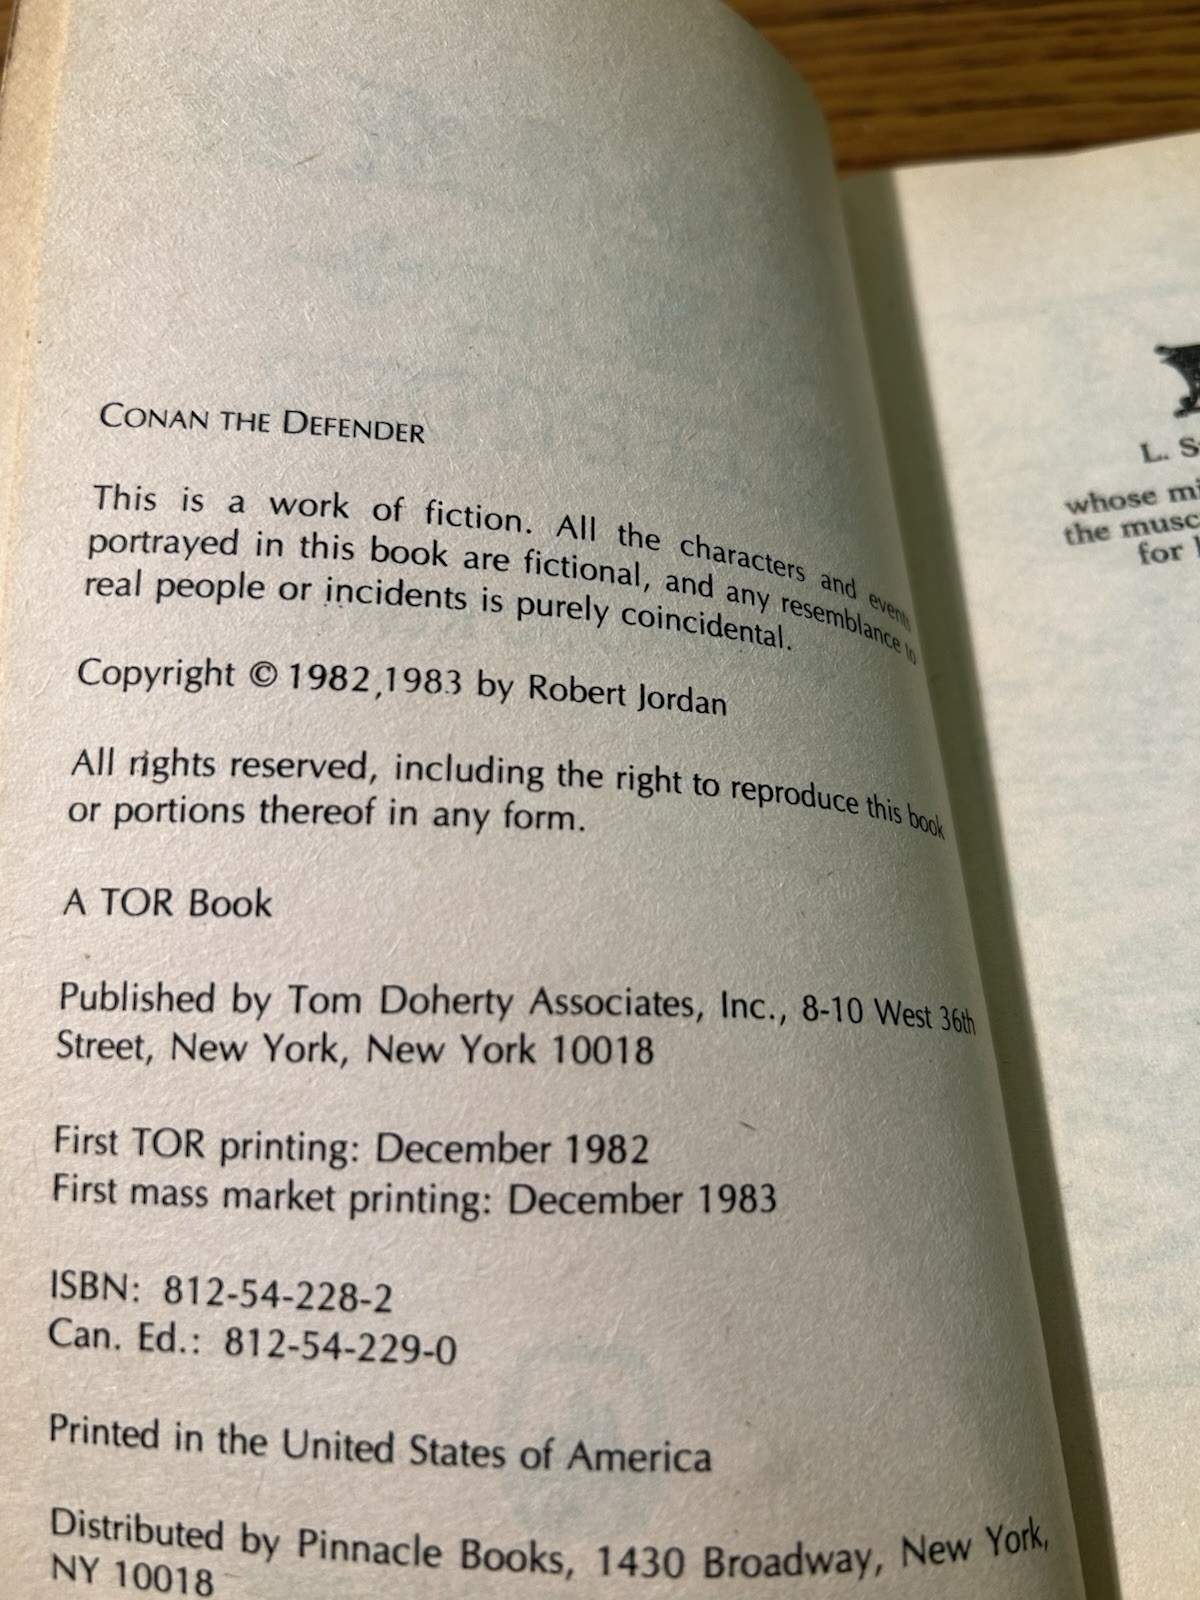 CONAN THE DEFENDER
This is a work of fiction. All the characters and events
portrayed in this book are fictional, and any resemblance to
real people or incidents is purely coincidental.
Copyright © 1982,1983 by Robert Jordan
All rights reserved, including the right to reproduce this book
or portions thereof in any form.
A TOR Book
Published by Tom Doherty Associates, Inc., 8-10 West 36th
Street, New York, New York 10018
First TOR printing: December 1982
First mass market printing: December 1983
ISBN: 812-54-228-2
Can. Ed.: 812-54-229-0
Printed in the United States of America
Distributed by Pinnacle Books, 1430 Broadway, New York,
NY 10018
L.
whose
the
for